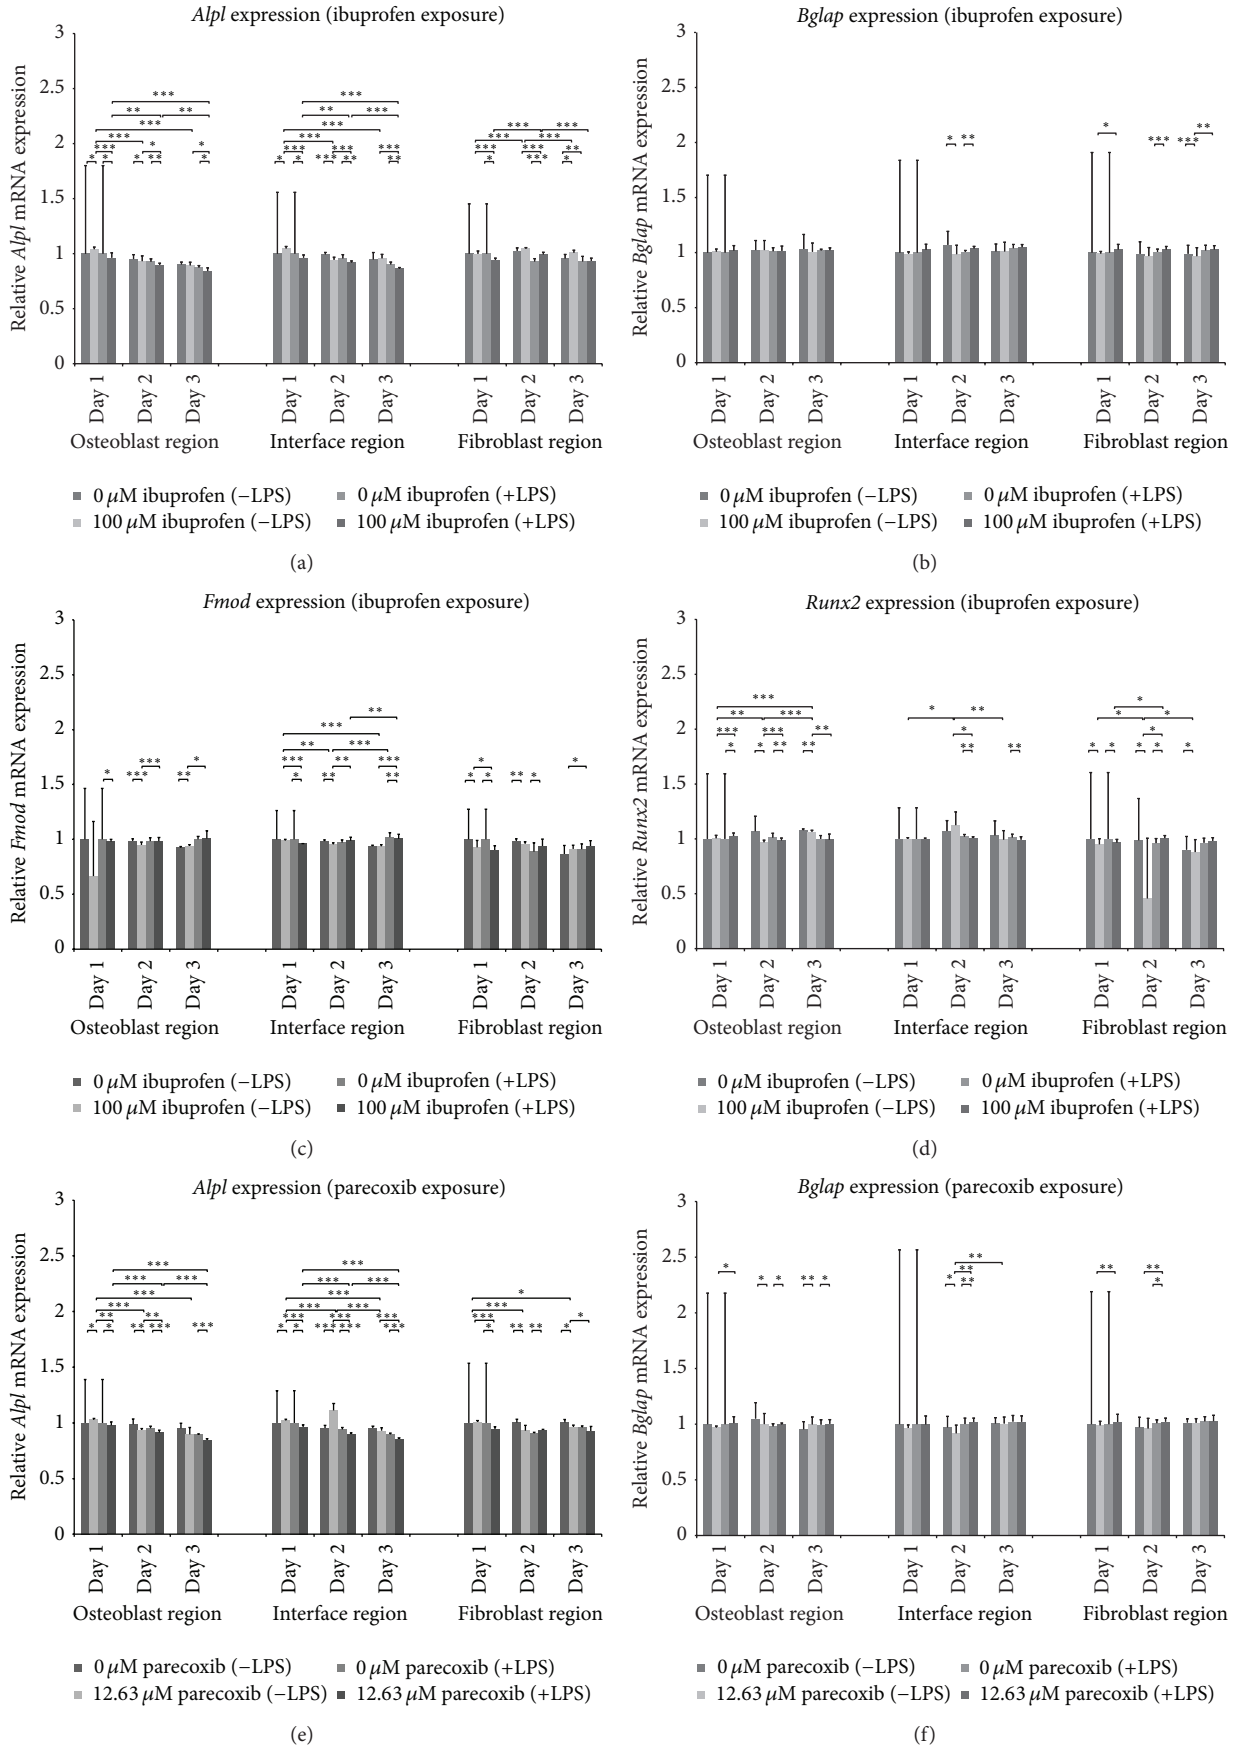 Alpl expression (ibuprofen exposure)
Relative Alpl mRNA expression
3
2.5
2
1.5
1
0.5
0
Day 1 Day 2 Day 3 Day 1 Day 2 Day 3 Day 1 Day 2 Day 3
Osteoblast region Interface region Fibroblast region
0 μM ibuprofen (−LPS) 0 μM ibuprofen (+LPS)
100 μM ibuprofen (−LPS) 100 μM ibuprofen (+LPS)
(a)
Bglap expression (ibuprofen exposure)
Relative Bglap mRNA expression
3
2.5
2
1.5
1
0.5
0
Day 1 Day 2 Day 3 Day 1 Day 2 Day 3 Day 1 Day 2 Day 3
Osteoblast region Interface region Fibroblast region
0 μM ibuprofen (−LPS) 0 μM ibuprofen (+LPS)
100 μM ibuprofen (−LPS) 100 μM ibuprofen (+LPS)
(b)
Fmod expression (ibuprofen exposure)
Relative Fmod mRNA expression
3
2.5
2
1.5
1
0.5
0
Day 1 Day 2 Day 3 Day 1 Day 2 Day 3 Day 1 Day 2 Day 3
Osteoblast region Interface region Fibroblast region
0 μM ibuprofen (−LPS) 0 μM ibuprofen (+LPS)
100 μM ibuprofen (−LPS) 100 μM ibuprofen (+LPS)
(c)
Runx2 expression (ibuprofen exposure)
Relative Runx2 mRNA expression
3
2.5
2
1.5
1
0.5
0
Day 1 Day 2 Day 3 Day 1 Day 2 Day 3 Day 1 Day 2 Day 3
Osteoblast region Interface region Fibroblast region
0 μM ibuprofen (−LPS) 0 μM ibuprofen (+LPS)
100 μM ibuprofen (−LPS) 100 μM ibuprofen (+LPS)
(d)
Alpl expression (parecoxib exposure)
Relative Alpl mRNA expression
3
2.5
2
1.5
1
0.5
0
Day 1 Day 2 Day 3 Day 1 Day 2 Day 3 Day 1 Day 2 Day 3
Osteoblast region Interface region Fibroblast region
0 μM parecoxib (−LPS) 0 μM parecoxib (+LPS)
12.63 μM parecoxib (−LPS) 12.63 μM parecoxib (+LPS)
(e)
Bglap expression (parecoxib exposure)
Relative Bglap mRNA expression
3
2.5
2
1.5
1
0.5
0
Day 1 Day 2 Day 3 Day 1 Day 2 Day 3 Day 1 Day 2 Day 3
Osteoblast region Interface region Fibroblast region
0 μM parecoxib (−LPS) 0 μM parecoxib (+LPS)
12.63 μM parecoxib (−LPS) 12.63 μM parecoxib (+LPS)
(f)